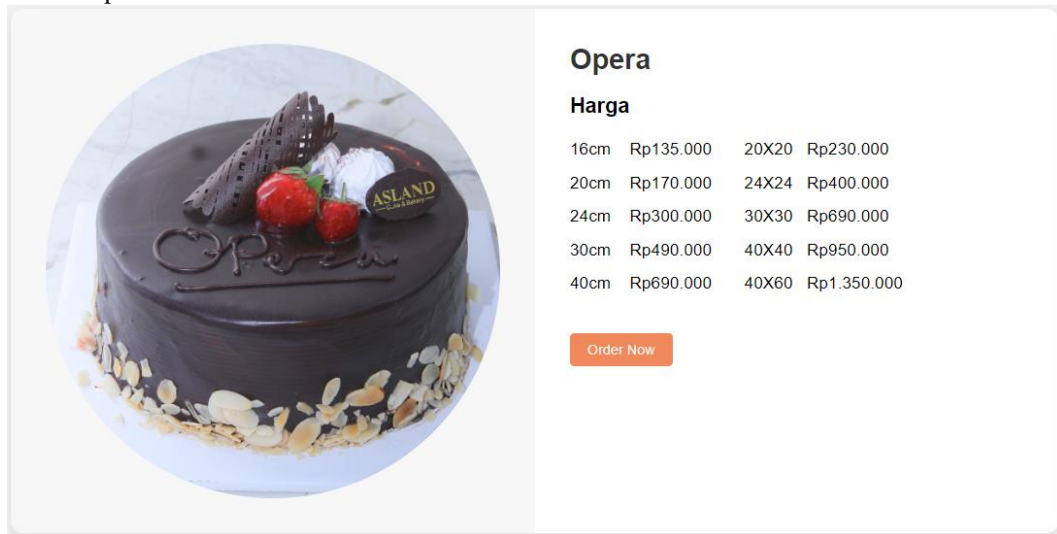 ASLAND
Opera
Opera
Harga
16cm Rp135.000 20X20 Rp230.000
20cm Rp170.000 24X24 Rp400.000
24cm Rp300.000 30X30 Rp690.000
30cm Rp490.000 40X40 Rp950.000
40cm Rp690.000 40X60 Rp1.350.000
Order Now